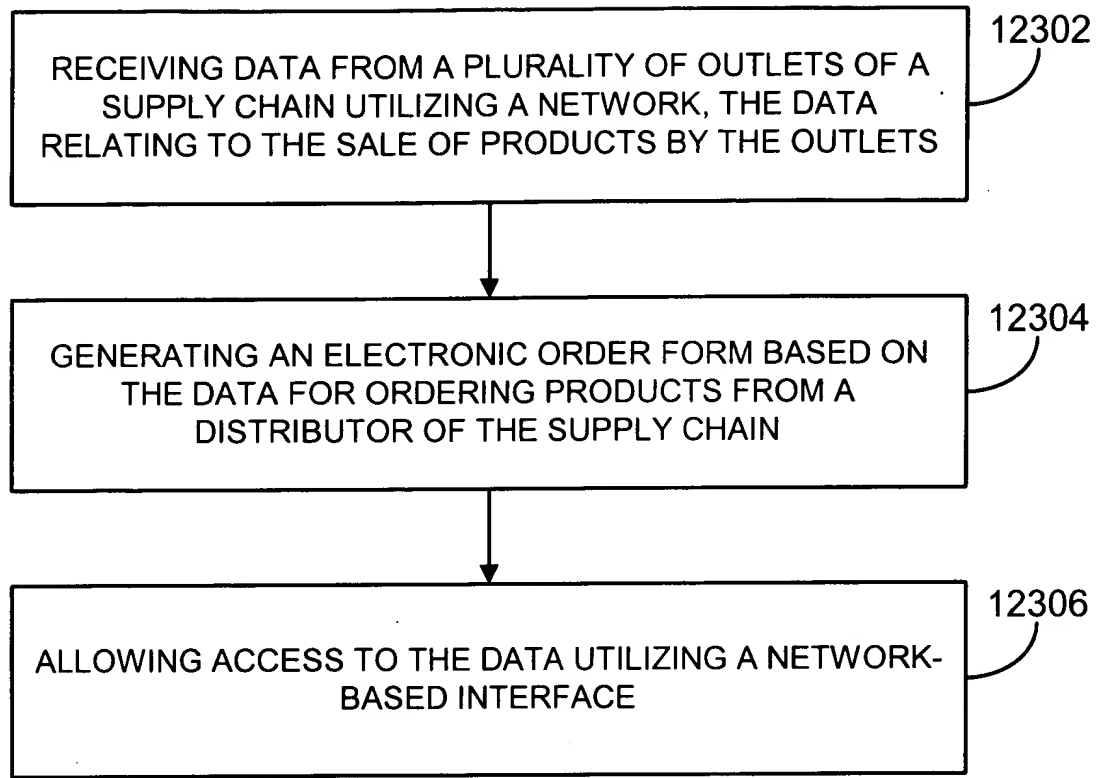 12302
RECEIVING DATA FROM A PLURALITY OF OUTLETS OF A
SUPPLY CHAIN UTILIZING A NETWORK, THE DATA
RELATING TO THE SALE OF PRODUCTS BY THE OUTLETS
12304
GENERATING AN ELECTRONIC ORDER FORM BASED ON
THE DATA FOR ORDERING PRODUCTS FROM A
DISTRIBUTOR OF THE SUPPLY CHAIN
12306
ALLOWING ACCESS TO THE DATA UTILIZING A NETWORK-
BASED INTERFACE